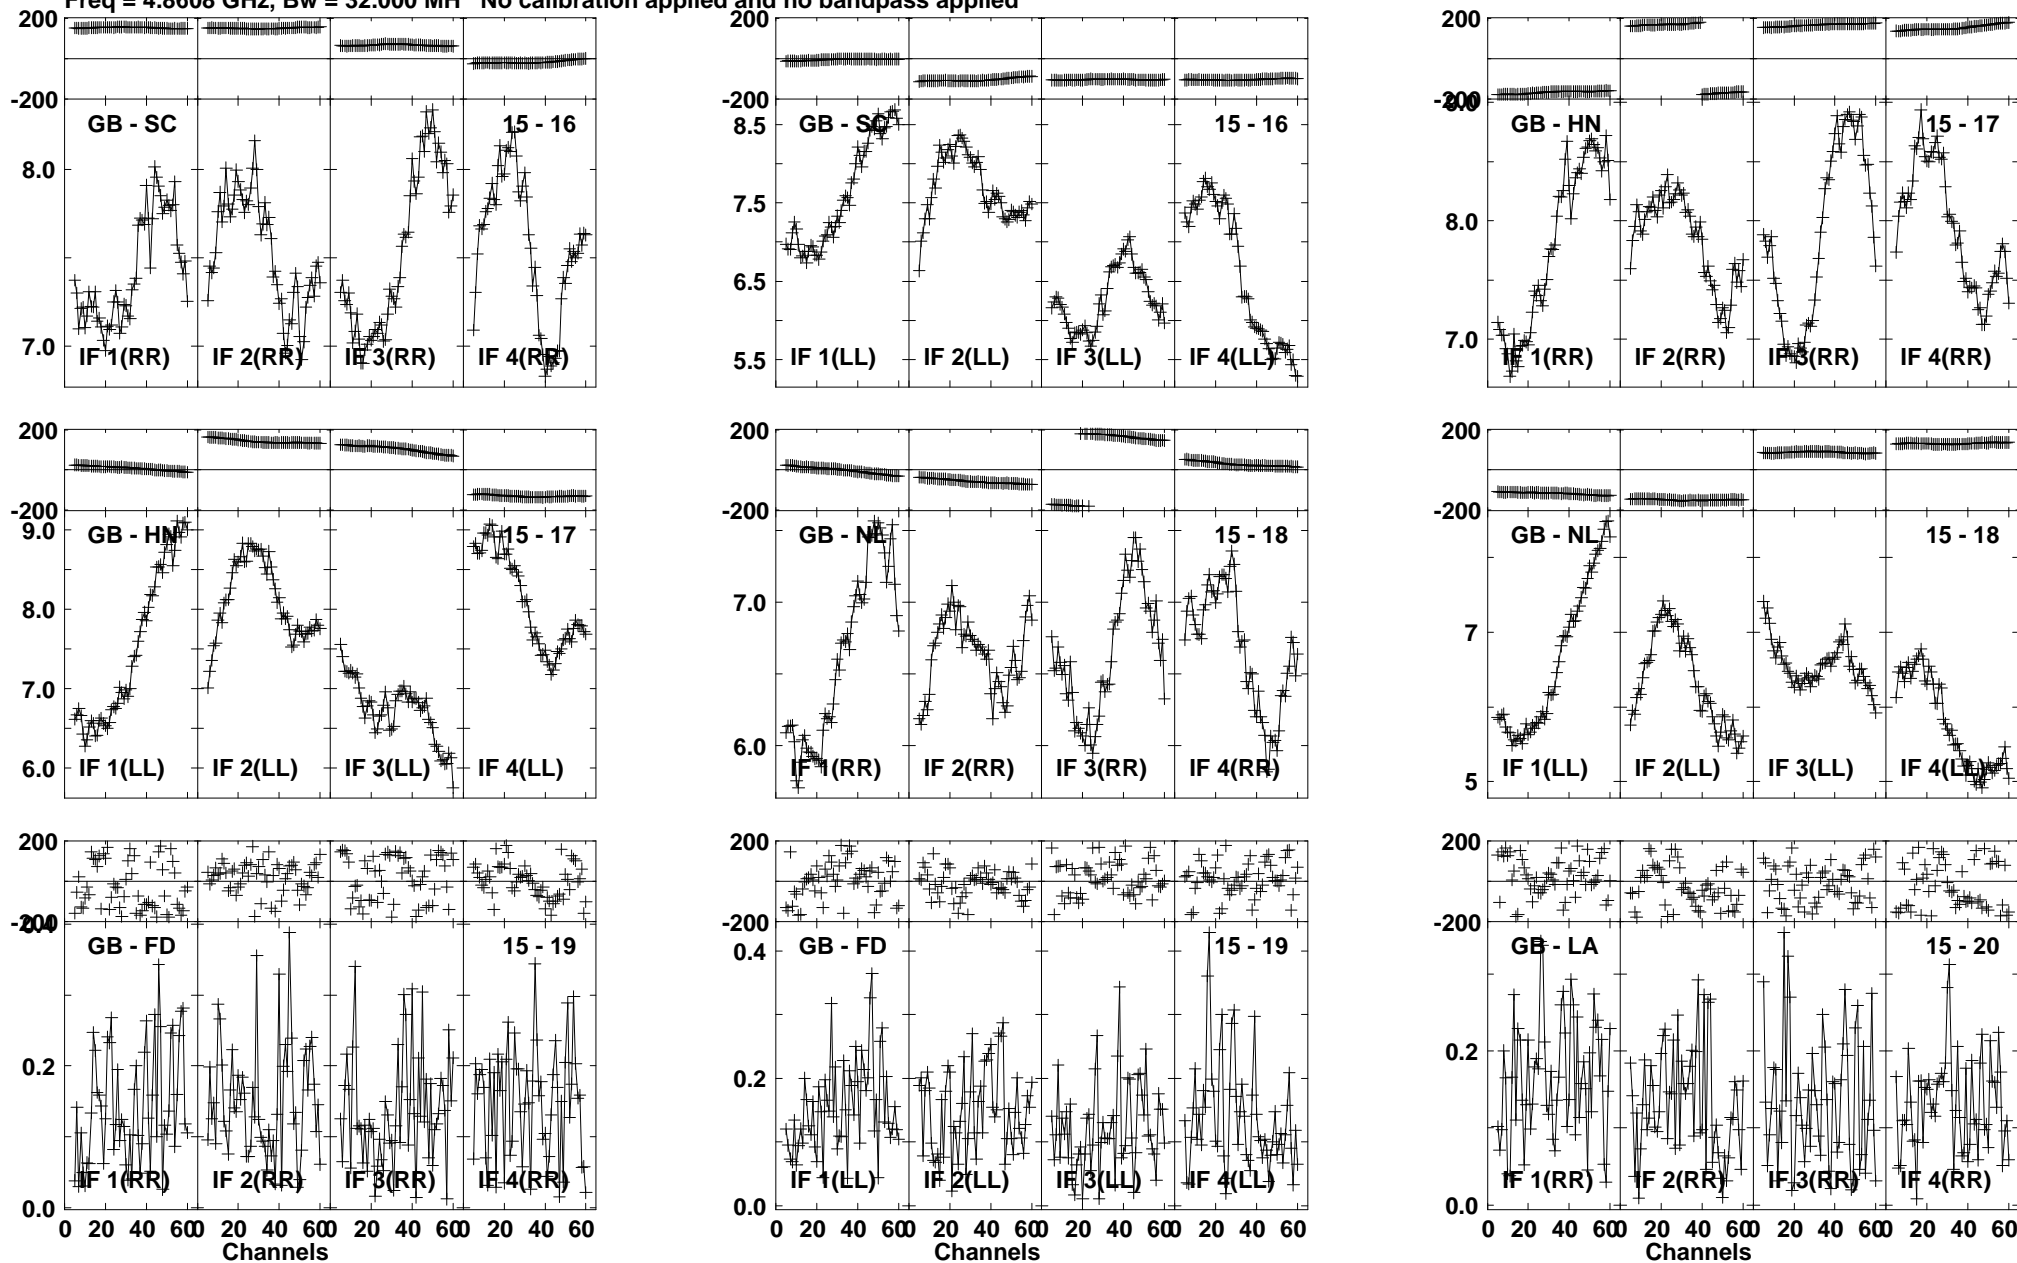 Freq = 4.8608 GHz, Bw = 32.000 MH No calibration applied and no bandpass applied
200 200 200
-200 -200 -200
9.0
GB - SC 15 - 16 GB - SC 15 - 16 GB - HN 15 - 17
8.5
8.0 7.5 8.0
6.5
7.0 5.5 7.0
IF 1(RR) IF 2(RR) IF 3(RR) IF 4(RR) IF 1(LL) IF 2(LL) IF 3(LL) IF 4(LL) IF 1(RR) IF 2(RR) IF 3(RR) IF 4(RR)
200 200 200
-200 -200 -200
9.0
GB - HN 15 - 17 GB - NL 15 - 18 GB - NL 15 - 18
8.0 7.0 7
7.0
6.0 6.0 5
IF 1(LL) IF 2(LL) IF 3(LL) IF 4(LL) IF 1(RR) IF 2(RR) IF 3(RR) IF 4(RR) IF 1(LL) IF 2(LL) IF 3(LL) IF 4(LL)
200 200 200
-200 -200 -200
0.4
GB - FD 15 - 19 GB - FD 15 - 19 GB - LA 15 - 20
0.4
0.2 0.2 0.2
IF 1(RR) IF 2(RR) IF 3(RR) IF 4(RR) IF 1(LL) IF 2(LL) IF 3(LL) IF 4(LL) IF 1(RR) IF 2(RR) IF 3(RR) IF 4(RR)
0.0 0.0 0.0
0 20 40 60 0 20 40 60 0 20 40 60 0 20 40 60 0 20 40 60 0 20 40 60 0 20 40 60 0 20 40 60 0 20 40 60 0 20 40 60 0 20 40 60 0 20 40 60
Channels Channels Channels